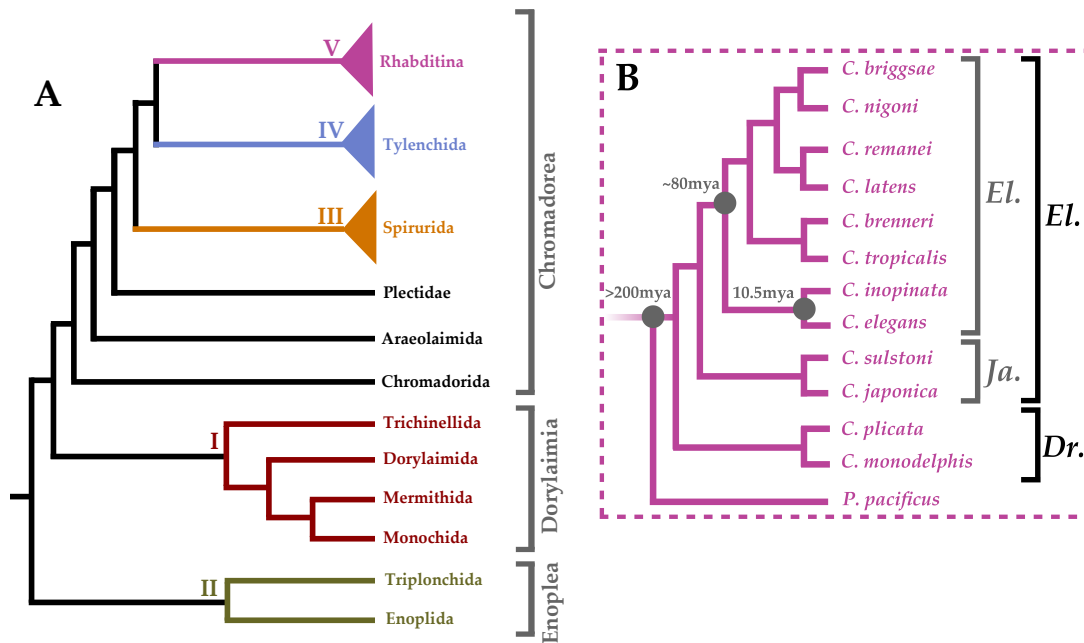 A
V
Rhabditina
IV
Tylenchida
III
Spirurida
Plectidae
Araeolaimida
Chromadorida
Chromadorea
I
Trichinellida
Dorylaimida
Mermithida
Monochida
Dorylaimia
II
Triplonchida
Enoplida
Enoplea
B
C. briggsae
C. nigoni
C. remanei
C. latens
C. brenneri
C. tropicalis
C. inopinata
C. elegans
C. sulstoni
C. japonica
C. plicata
C. monodelphis
P. pacificus
~80mya
>200mya
10.5mya
El.
Ja.
El.
Dr.